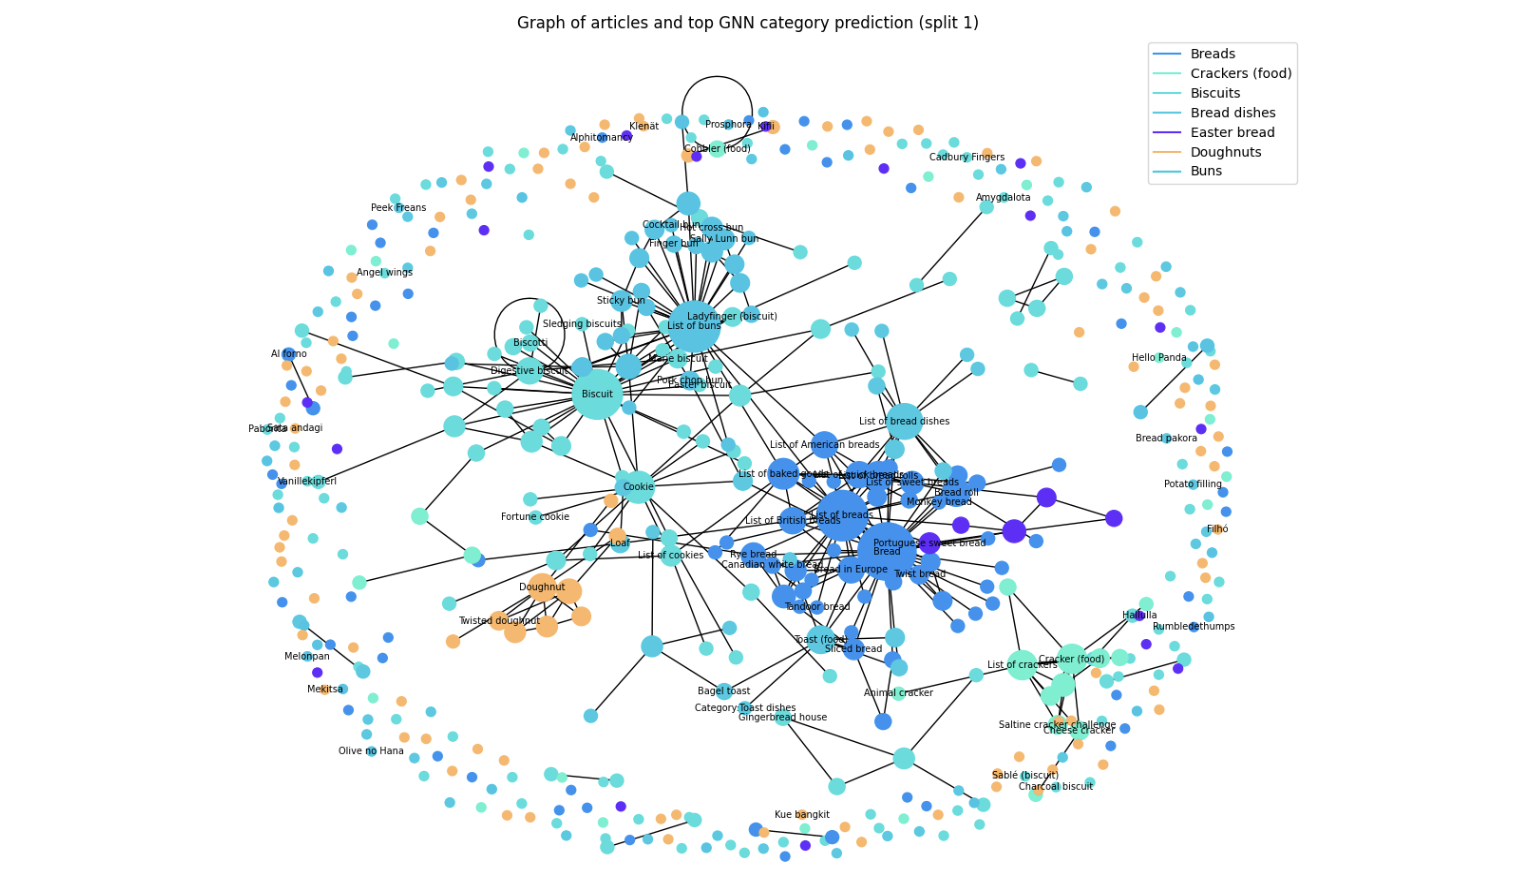 Graph of articles and top GNN category prediction (split 1)
Breads
Crackers (food)
Biscuits
Bread dishes
Easter bread
Doughnuts
Buns
Klenät
Prosphora
Kifli
Alphitomancy
Cobbler (food)
Cadbury Fingers
Amygdalota
Peek Freans
Cocktail bun
Hot cross bun
Sally Lunn bun
Finger bun
Angel wings
Sticky bun
Ladyfinger (biscuit)
Sledging biscuits
List of buns
Biscotti
Al forno
Marie biscuit
Hello Panda
Digestive biscuit
Pork chop bun
Easter biscuit
Biscuit
List of bread dishes
Sata andagi
Bread pakora
List of American breads
List of baked goods
Vanillekipferl
List of sweet breads
Potato filling
Cookie
Bread roll
Monkey bread
Fortune cookie
List of breads
List of British breads
Filhó
Loaf
Portuguese sweet bread
Bread
List of cookies
Rye bread
Canadian white bread
Bread in Europe
Twist bread
Doughnut
Tandoor bread
Twisted doughnut
Hallulla
Rumbledethumps
Toast (food)
Sliced bread
Melonpan
Cracker (food)
List of crackers
Mekitsa
Bagel toast
Animal cracker
Category:Toast dishes
Gingerbread house
Saltine cracker challenge
Cheese cracker
Olive no Hana
Sablé (biscuit)
Charcoal biscuit
Kue bangkit